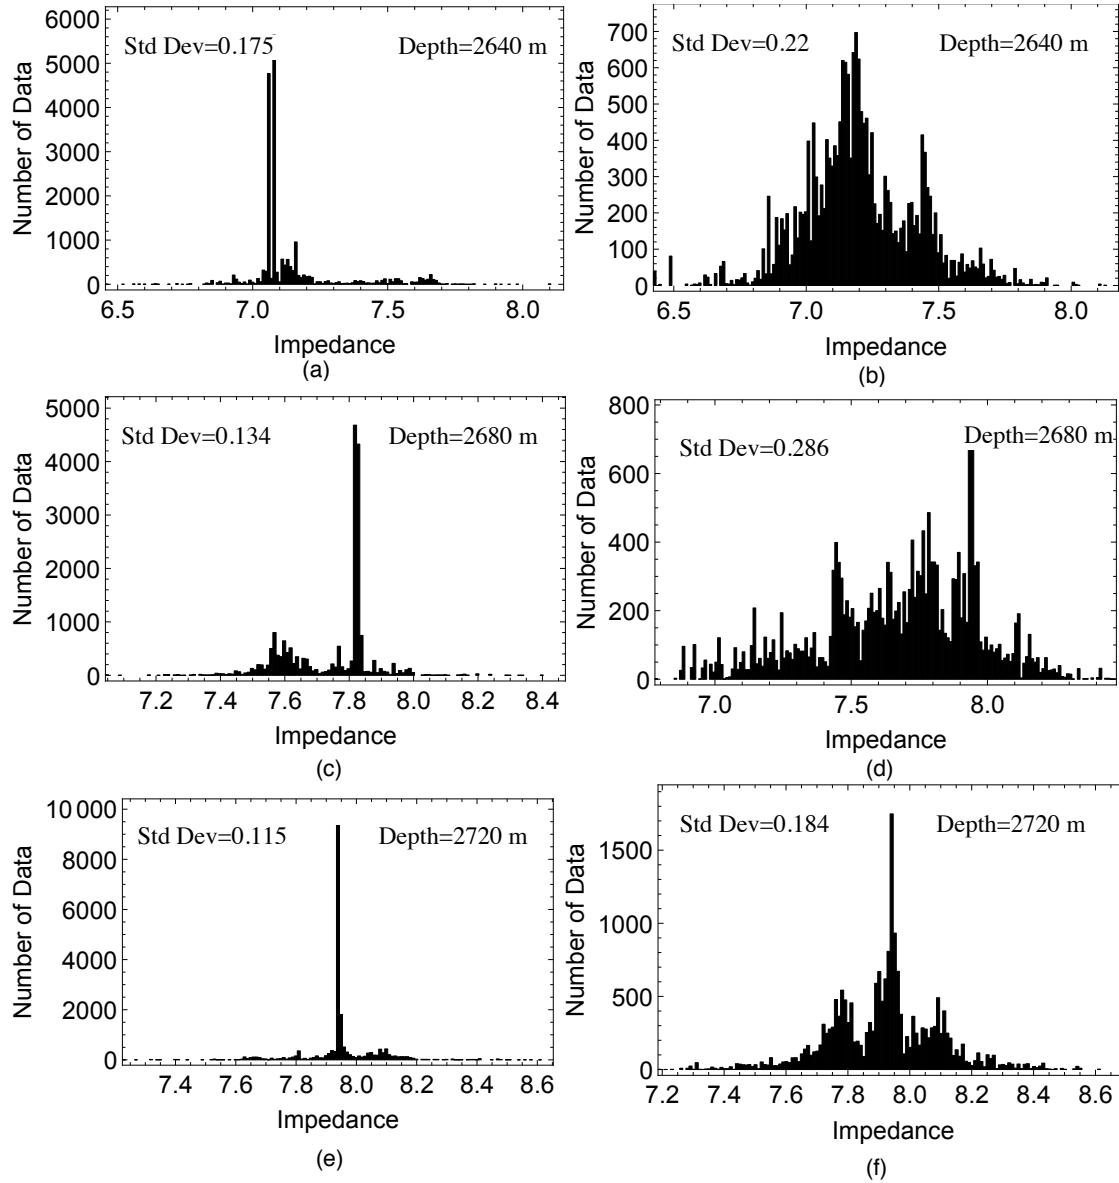 6000
5000
4000
3000
2000
1000
0
Number of Data
Std Dev=0.175
Depth=2640 m
6.5 7.0 7.5 8.0
Impedance
(a)
700
600
500
400
300
200
100
0
Number of Data
Std Dev=0.22
Depth=2640 m
6.5 7.0 7.5 8.0
Impedance
(b)
5000
4000
3000
2000
1000
0
Number of Data
Std Dev=0.134
Depth=2680 m
7.2 7.4 7.6 7.8 8.0 8.2 8.4
Impedance
(c)
800
600
400
200
0
Number of Data
Std Dev=0.286
Depth=2680 m
7.0 7.5 8.0
Impedance
(d)
10 000
8000
6000
4000
2000
0
Number of Data
Std Dev=0.115
Depth=2720 m
7.4 7.6 7.8 8.0 8.2 8.4 8.6
Impedance
(e)
1500
1000
500
0
Number of Data
Std Dev=0.184
Depth=2720 m
7.2 7.4 7.6 7.8 8.0 8.2 8.4 8.6
Impedance
(f)